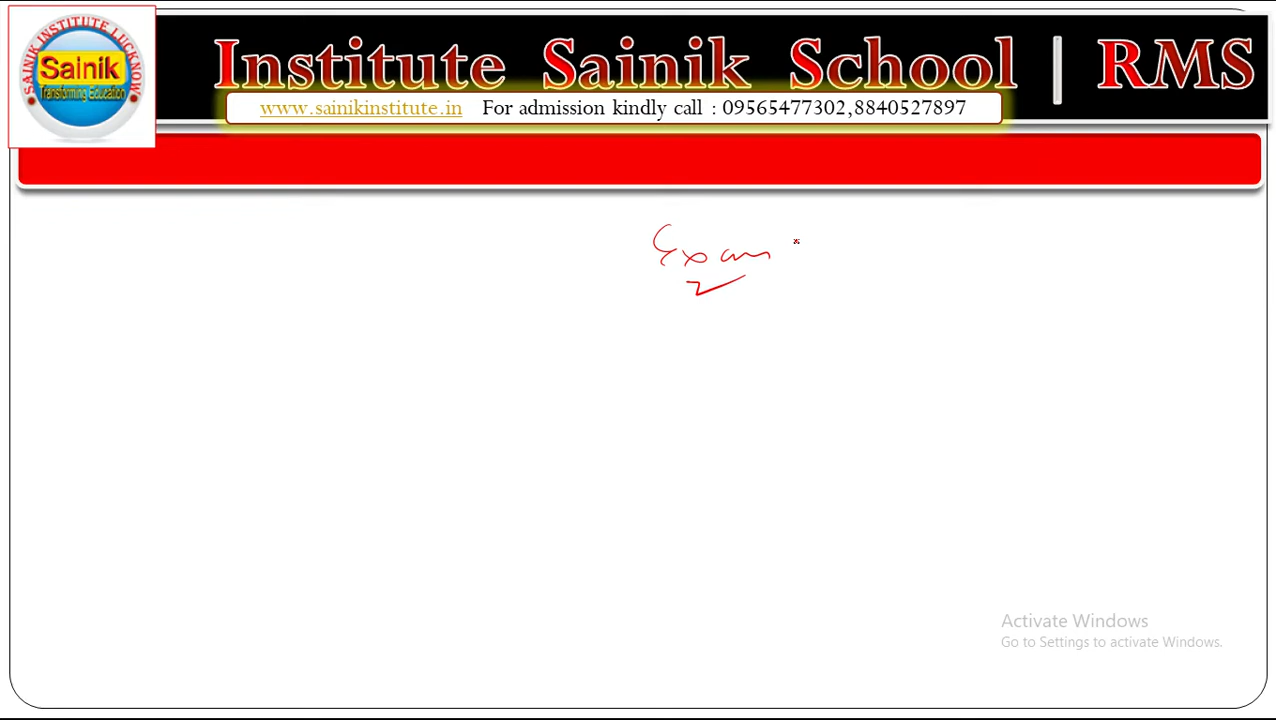 SAINIK INSTITUTE LUCKNOW
Sainik
Transforming Education
Institute Sainik School | RMS
www.sainikinstitute.in For admission kindly call : 09565477302,8840527897
Exam
Activate Windows
Go to Settings to activate Windows.